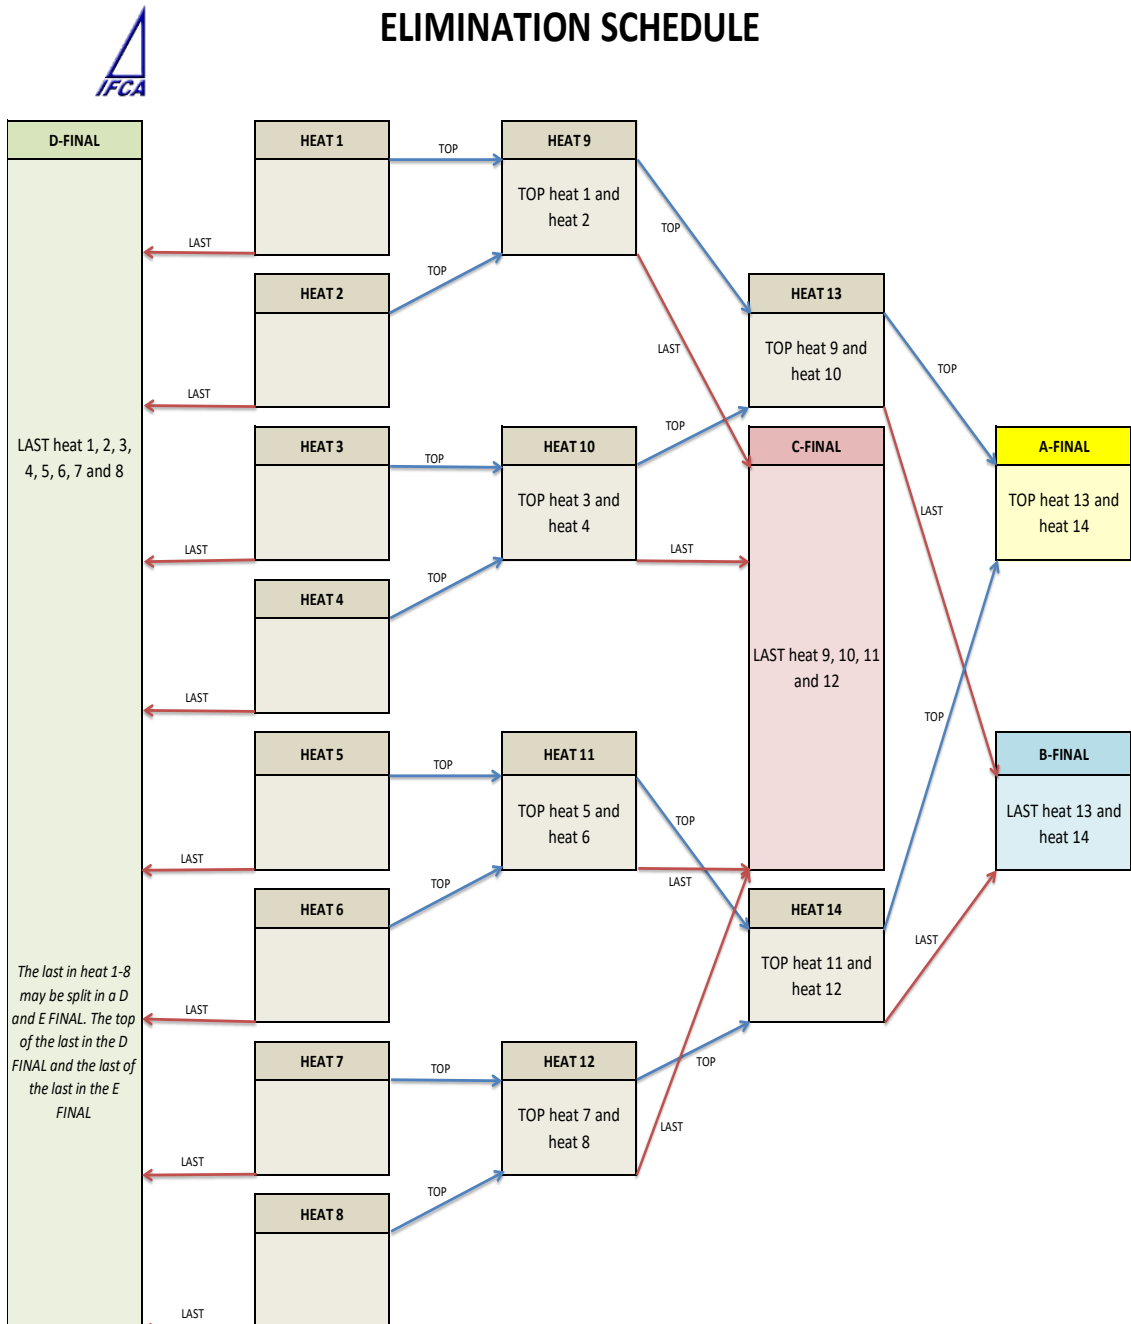 ELIMINATION SCHEDULE
IFCA
D-FINAL
LAST heat 1, 2, 3,
4, 5, 6, 7 and 8
The last in heat 1-8
may be split in a D
and E FINAL. The top
of the last in the D
FINAL and the last of
the last in the E
FINAL
HEAT 1
TOP
LAST
HEAT 2
TOP
LAST
HEAT 3
TOP
LAST
HEAT 4
TOP
LAST
HEAT 5
TOP
LAST
HEAT 6
TOP
LAST
HEAT 7
TOP
LAST
HEAT 8
TOP
LAST
HEAT 9
TOP heat 1 and
heat 2
TOP
LAST
HEAT 10
TOP heat 3 and
heat 4
TOP
LAST
HEAT 11
TOP heat 5 and
heat 6
TOP
LAST
HEAT 12
TOP heat 7 and
heat 8
TOP
LAST
HEAT 13
TOP heat 9 and
heat 10
TOP
LAST
C-FINAL
LAST heat 9, 10, 11
and 12
HEAT 14
TOP heat 11 and
heat 12
TOP
LAST
A-FINAL
TOP heat 13 and
heat 14
B-FINAL
LAST heat 13 and
heat 14